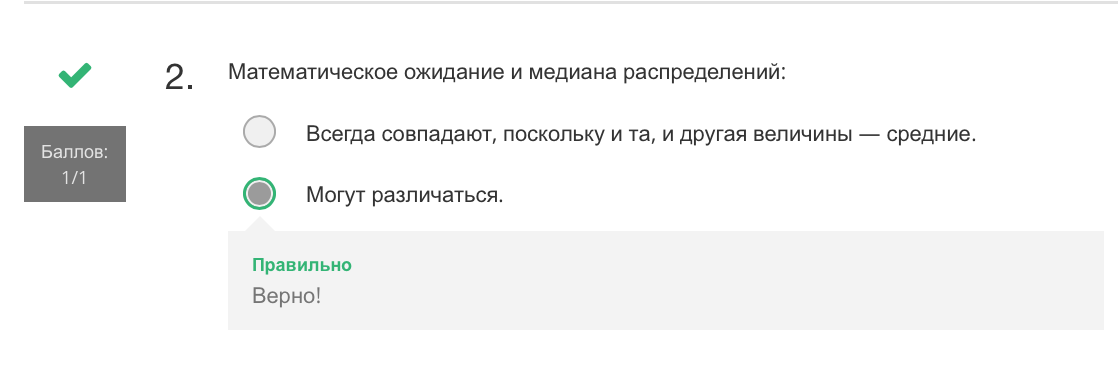 2. Математическое ожидание и медиана распределений:
Баллов:
1/1
Всегда совпадают, поскольку и та, и другая величины — средние.
Могут различаться.
Правильно
Верно!